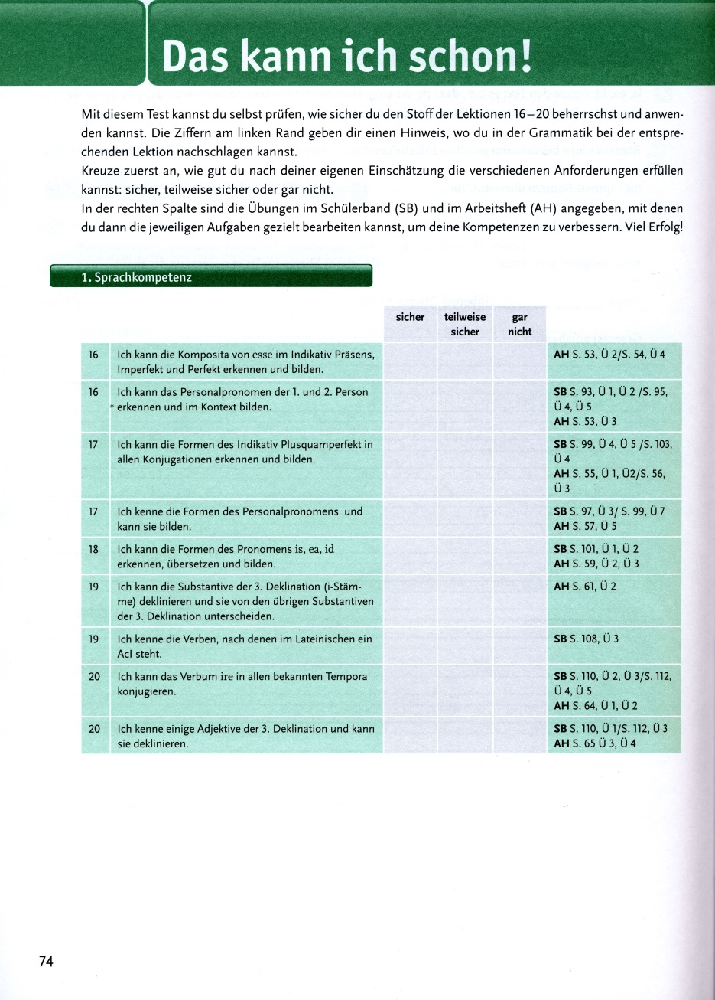 Das kann ich schon!
Mit diesem Test kannst du selbst prüfen, wie sicher du den Stoff der Lektionen 16–20 beherrschst und anwen-
den kannst. Die Ziffern am linken Rand geben dir einen Hinweis, wo du in der Grammatik bei der entspre-
chenden Lektion nachschlagen kannst.
Kreuze zuerst an, wie gut du nach deiner eigenen Einschätzung die verschiedenen Anforderungen erfüllen
kannst: sicher, teilweise sicher oder gar nicht.
In der rechten Spalte sind die Übungen im Schülerband (SB) und im Arbeitsheft (AH) angegeben, mit denen
du dann die jeweiligen Aufgaben gezielt bearbeiten kannst, um deine Kompetenzen zu verbessern. Viel Erfolg!
1. Sprachkompetenz
sicher
teilweise
sicher
gar
nicht
16
Ich kann die Komposita von esse im Indikativ Präsens,
Imperfekt und Perfekt erkennen und bilden.
AH S. 53, Ü 2/S. 54, Ü 4
16
Ich kann das Personalpronomen der 1. und 2. Person
erkennen und im Kontext bilden.
SB S. 93, Ü 1, Ü 2 /S. 95,
Ü 4, Ü 5
AH S. 53, Ü 3
17
Ich kann die Formen des Indikativ Plusquamperfekt in
allen Konjugationen erkennen und bilden.
SB S. 99, Ü 4, Ü 5 /S. 103,
Ü 4
AH S. 55, Ü 1, Ü2/S. 56,
Ü 3
17
Ich kenne die Formen des Personalpronomens und
kann sie bilden.
SB S. 97, Ü 3/ S. 99, Ü 7
AH S. 57, Ü 5
18
Ich kann die Formen des Pronomens is, ea, id
erkennen, übersetzen und bilden.
SB S. 101, Ü 1, Ü 2
AH S. 59, Ü 2, Ü 3
19
Ich kann die Substantive der 3. Deklination (i-Stäm-
me) deklinieren und sie von den übrigen Substantiven
der 3. Deklination unterscheiden.
AH S. 61, Ü 2
19
Ich kenne die Verben, nach denen im Lateinischen ein
AcI steht.
SB S. 108, Ü 3
20
Ich kann das Verbum ire in allen bekannten Tempora
konjugieren.
SB S. 110, Ü 2, Ü 3/S. 112,
Ü 4, Ü 5
AH S. 64, Ü 1, Ü 2
20
Ich kenne einige Adjektive der 3. Deklination und kann
sie deklinieren.
SB S. 110, Ü 1/S. 112, Ü 3
AH S. 65 Ü 3, Ü 4
74